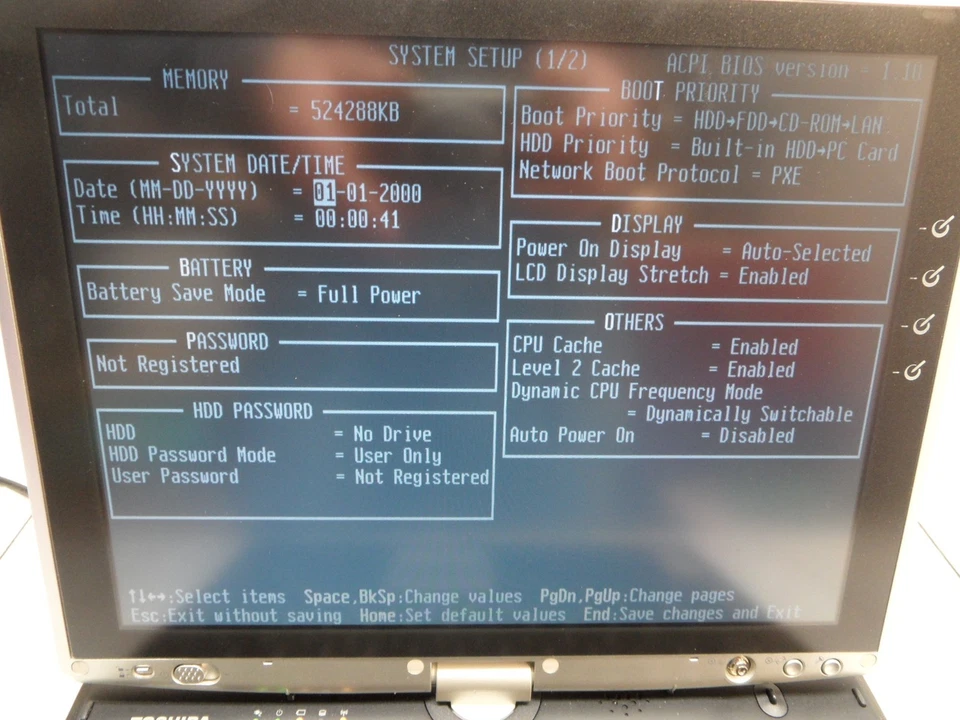 SYSTEM SETUP (1/2)
ACPI BIOS version = 1.10
MEMORY
Total = 524288KB
SYSTEM DATE/TIME
Date (MM-DD-YYYY) = 01-01-2000
Time (HH:MM:SS) = 00:00:41
BATTERY
Battery Save Mode = Full Power
PASSWORD
Not Registered
HDD PASSWORD
HDD = No Drive
HDD Password Mode = User Only
User Password = Not Registered
BOOT PRIORITY
Boot Priority = HDD→FDD→CD-ROM→LAN
HDD Priority = Built-in HDD→PC Card
Network Boot Protocol = PXE
DISPLAY
Power On Display = Auto-Selected
LCD Display Stretch = Enabled
OTHERS
CPU Cache = Enabled
Level 2 Cache = Enabled
Dynamic CPU Frequency Mode
= Dynamically Switchable
Auto Power On = Disabled
↑↓←→:Select items Space,BkSp:Change values PgDn,PgUp:Change pages
Esc:Exit without saving Home:Set default values End:Save changes and Exit
TOSHIBA